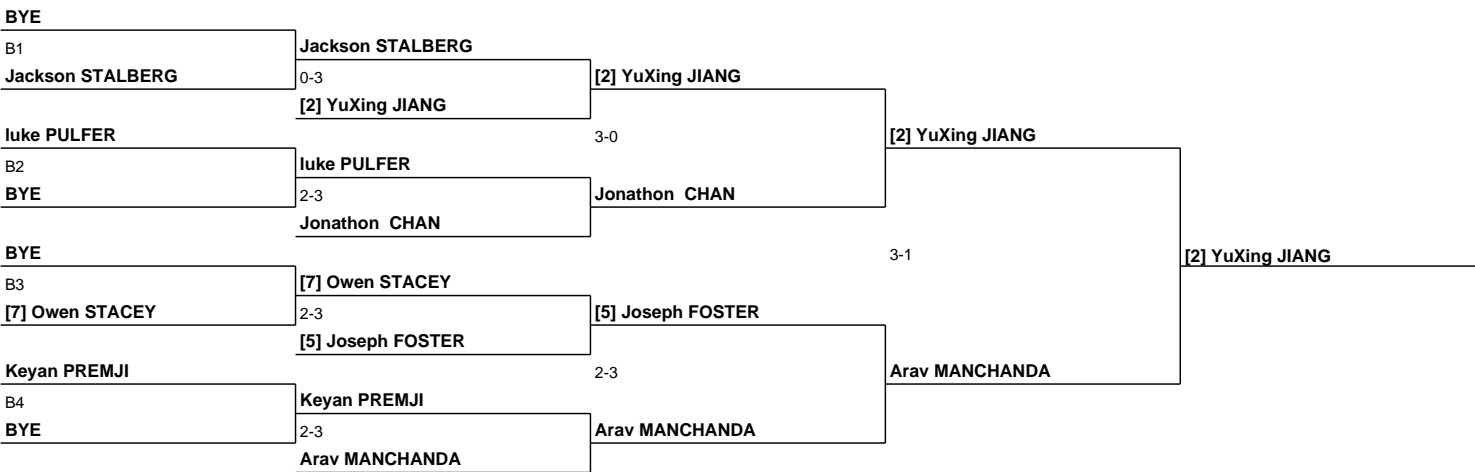 BYE
B1
Jackson STALBERG
Jackson STALBERG
0-3
[2] YuXing JIANG
[2] YuXing JIANG
luke PULFER
B2
BYE
luke PULFER
2-3
Jonathon CHAN
3-0
Jonathon CHAN
[2] YuXing JIANG
BYE
B3
[7] Owen STACEY
[7] Owen STACEY
2-3
[5] Joseph FOSTER
[5] Joseph FOSTER
Keyan PREMJI
B4
BYE
Keyan PREMJI
2-3
Arav MANCHANDA
2-3
Arav MANCHANDA
Arav MANCHANDA
3-1
[2] YuXing JIANG